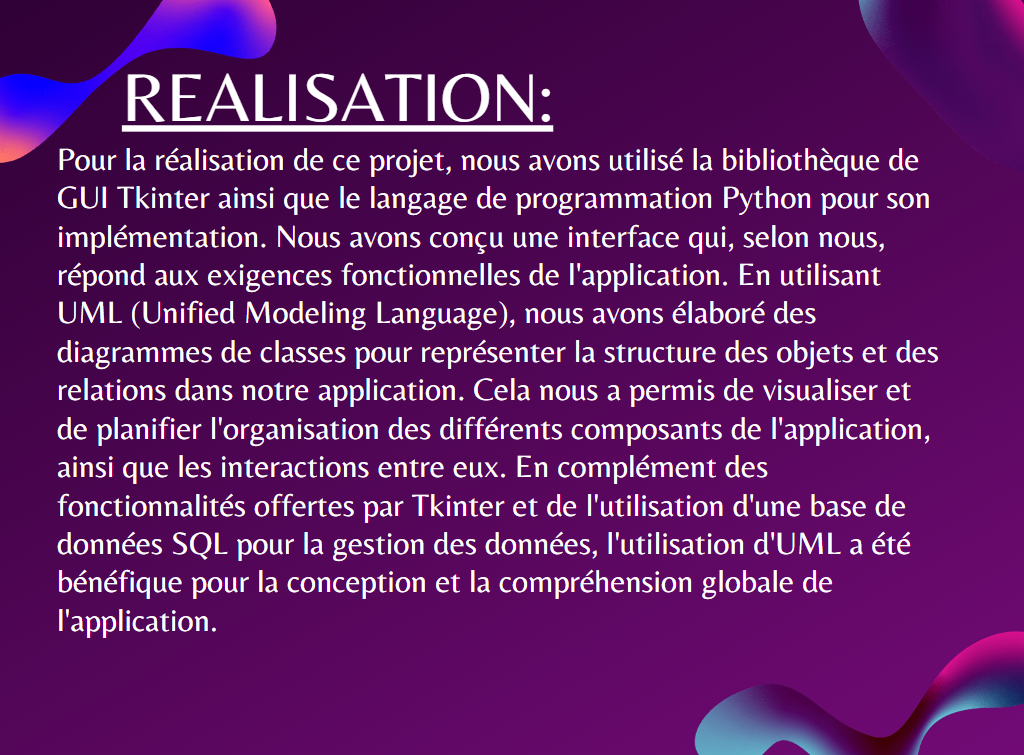 REALISATION:
Pour la réalisation de ce projet, nous avons utilisé la bibliothèque de
GUI Tkinter ainsi que le langage de programmation Python pour son
implémentation. Nous avons conçu une interface qui, selon nous,
répond aux exigences fonctionnelles de l'application. En utilisant
UML (Unified Modeling Language), nous avons élaboré des
diagrammes de classes pour représenter la structure des objets et des
relations dans notre application. Cela nous a permis de visualiser et
de planifier l'organisation des différents composants de l'application,
ainsi que les interactions entre eux. En complément des
fonctionnalités offertes par Tkinter et de l'utilisation d'une base de
données SQL pour la gestion des données, l'utilisation d'UML a été
bénéfique pour la conception et la compréhension globale de
l'application.